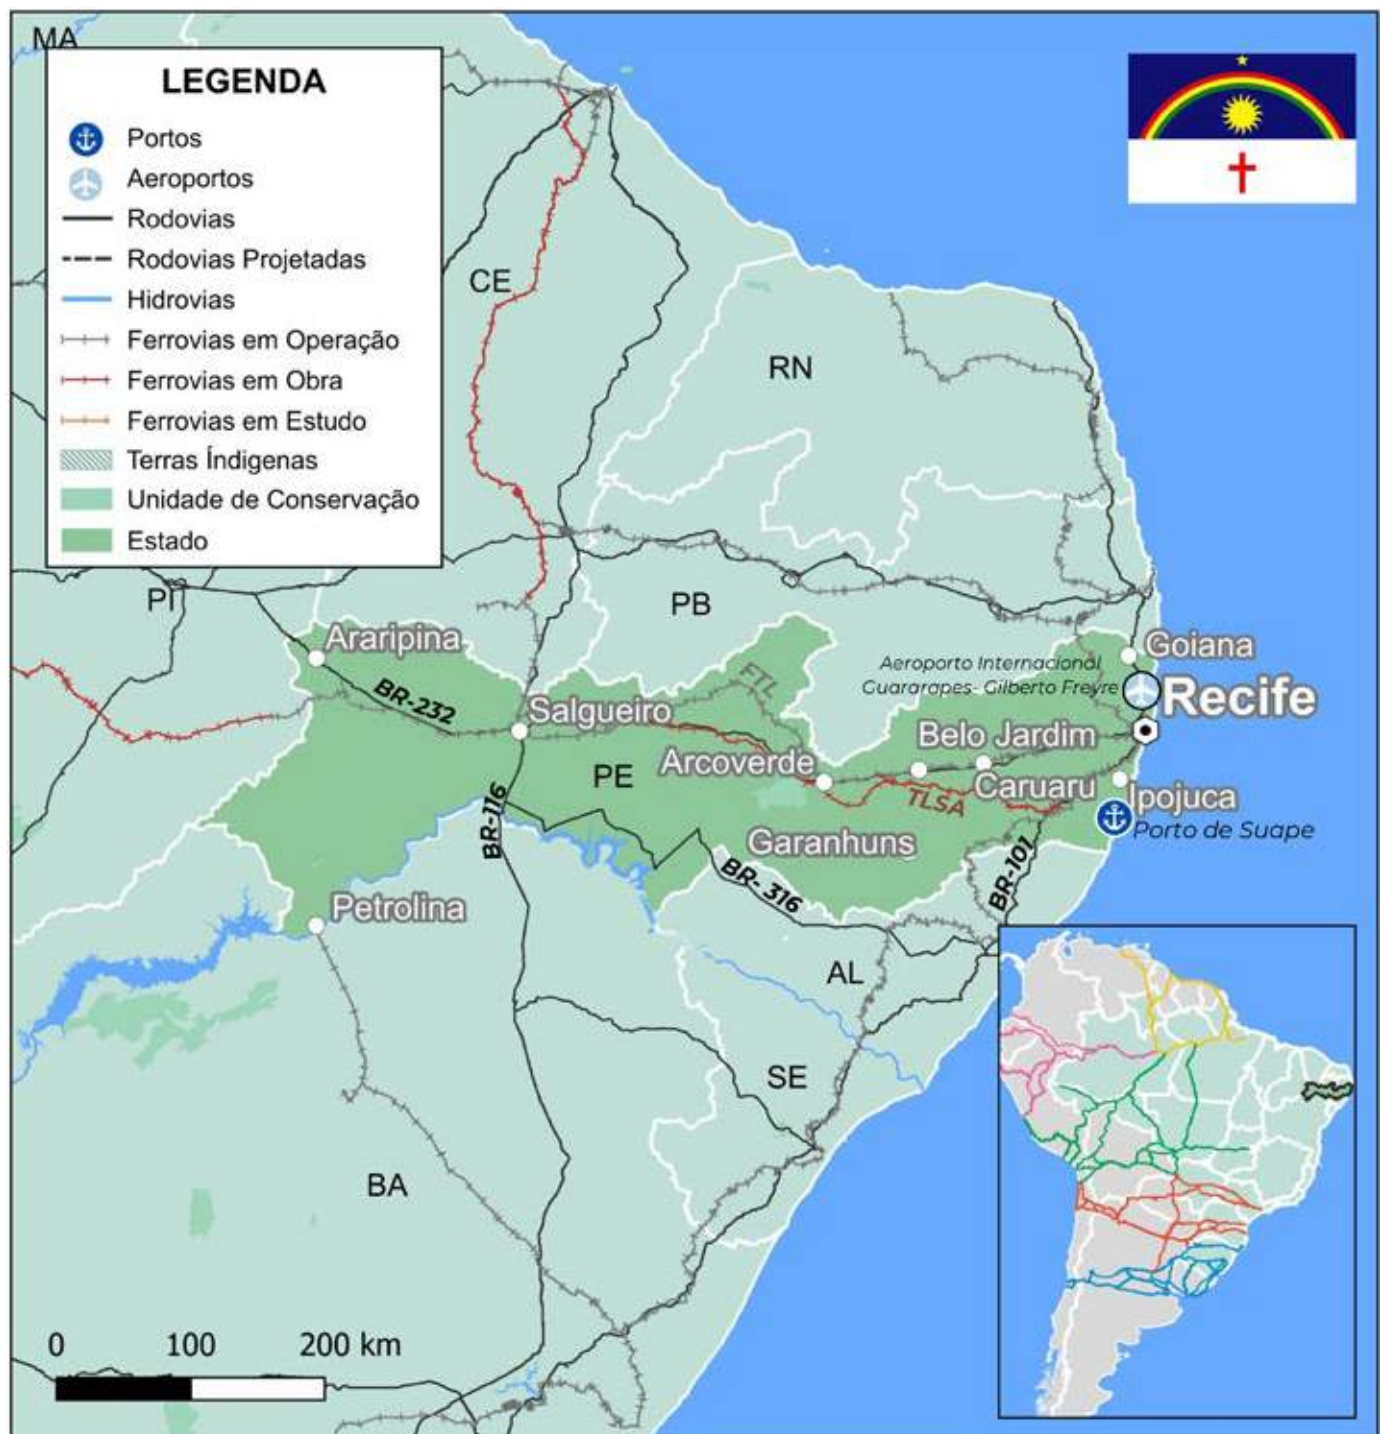 MA
LEGENDA
Portos
Aeroportos
Rodovias
Rodovias Projetadas
Hidrovias
Ferrovias em Operação
Ferrovias em Obra
Ferrovias em Estudo
Terras Índigenas
Unidade de Conservação
Estado
CE
RN
PI
PB
Araripina
Goiana
Aeroporto Internacional
Guararapes- Gilberto Freyre
Recife
FTL
BR-232
Salgueiro
Belo Jardim
Arcoverde
PE
Caruaru
TLSA
Ipojuca
Porto de Suape
BR-116
Garanhuns
BR-101
BR- 316
Petrolina
AL
SE
BA
0 100 200 km